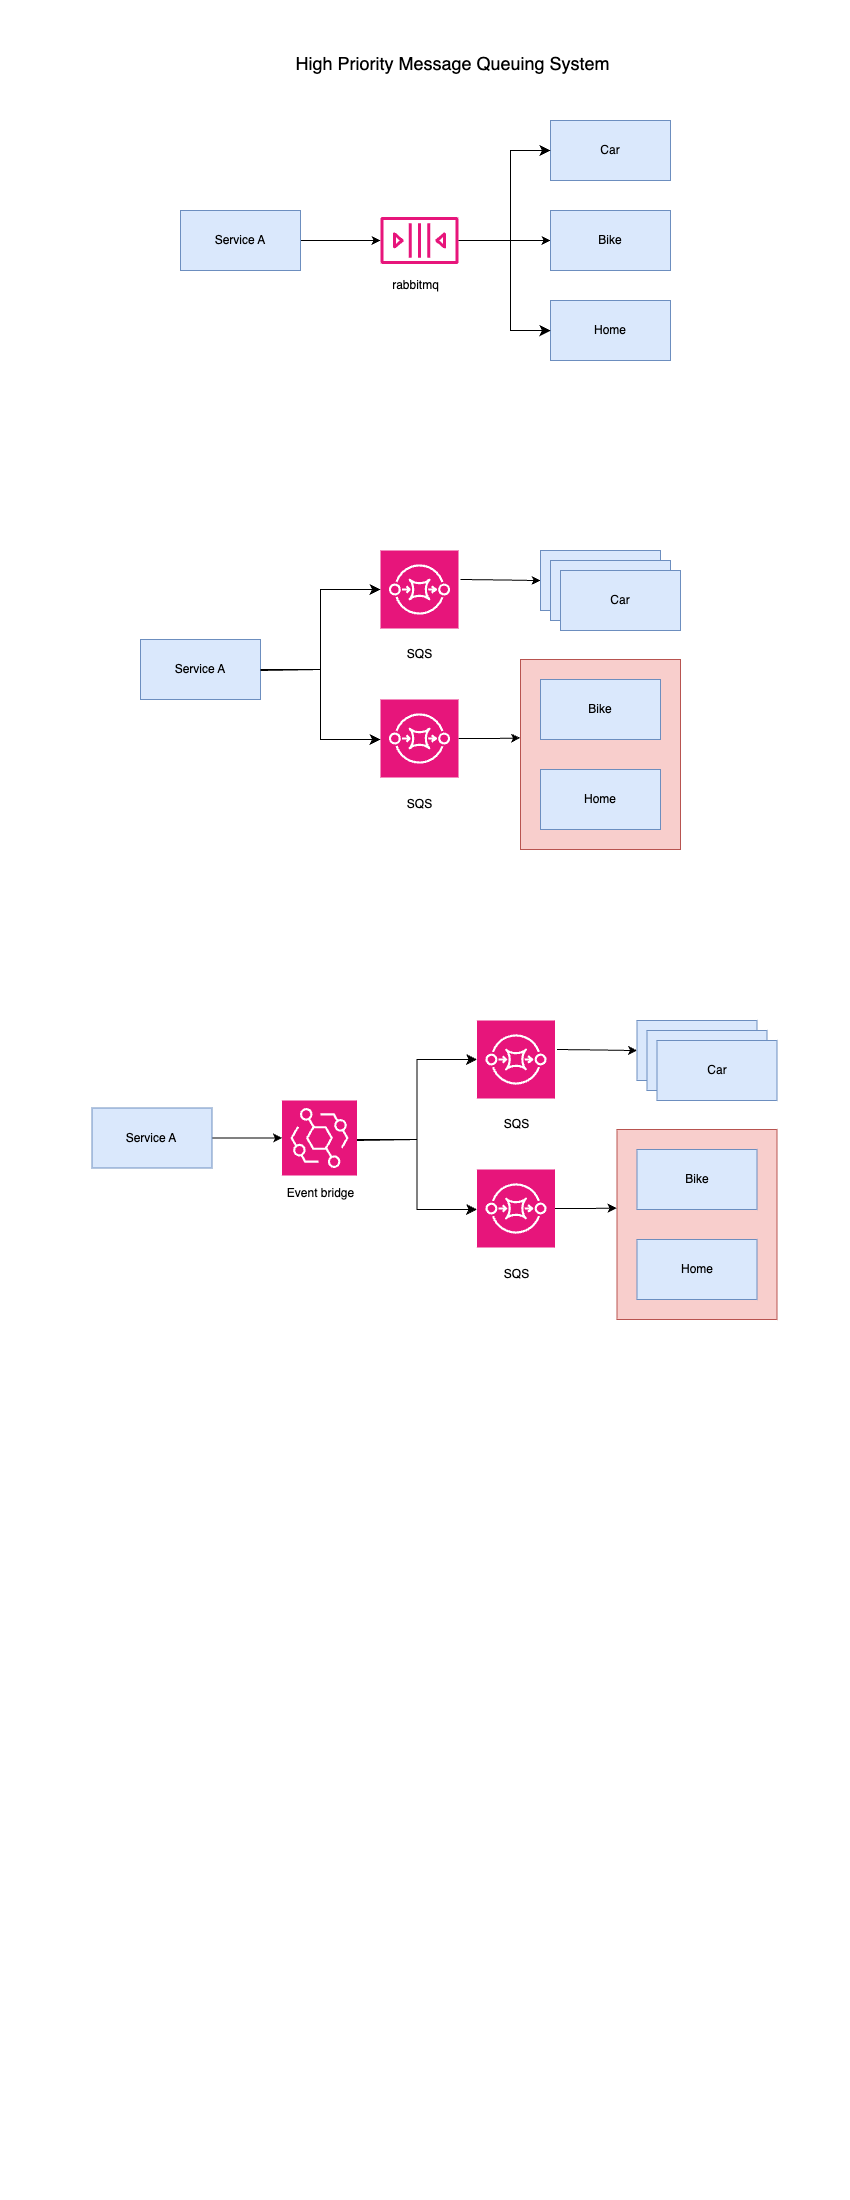 High Priority Message Queuing System
Car
Service A
Bike
rabbitmq
Home
Car
SQS
Service A
Bike
SQS
Home
Car
SQS
Service A
Event bridge
Bike
SQS
Home